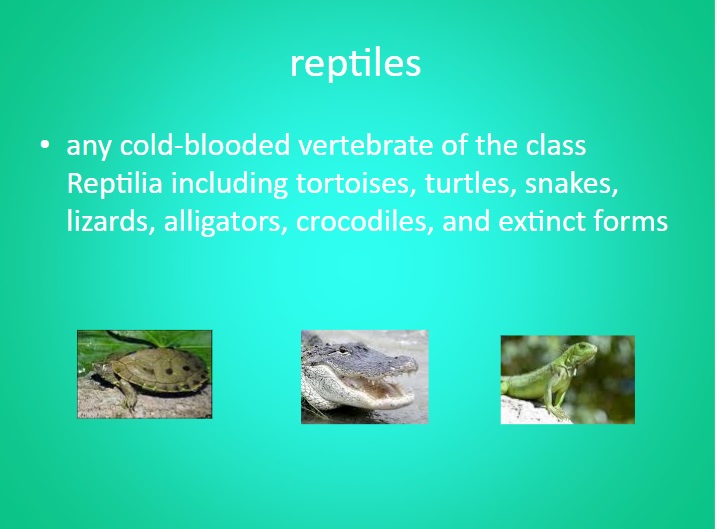 reptiles
• any cold-blooded vertebrate of the class
Reptilia including tortoises, turtles, snakes,
lizards, alligators, crocodiles, and extinct forms